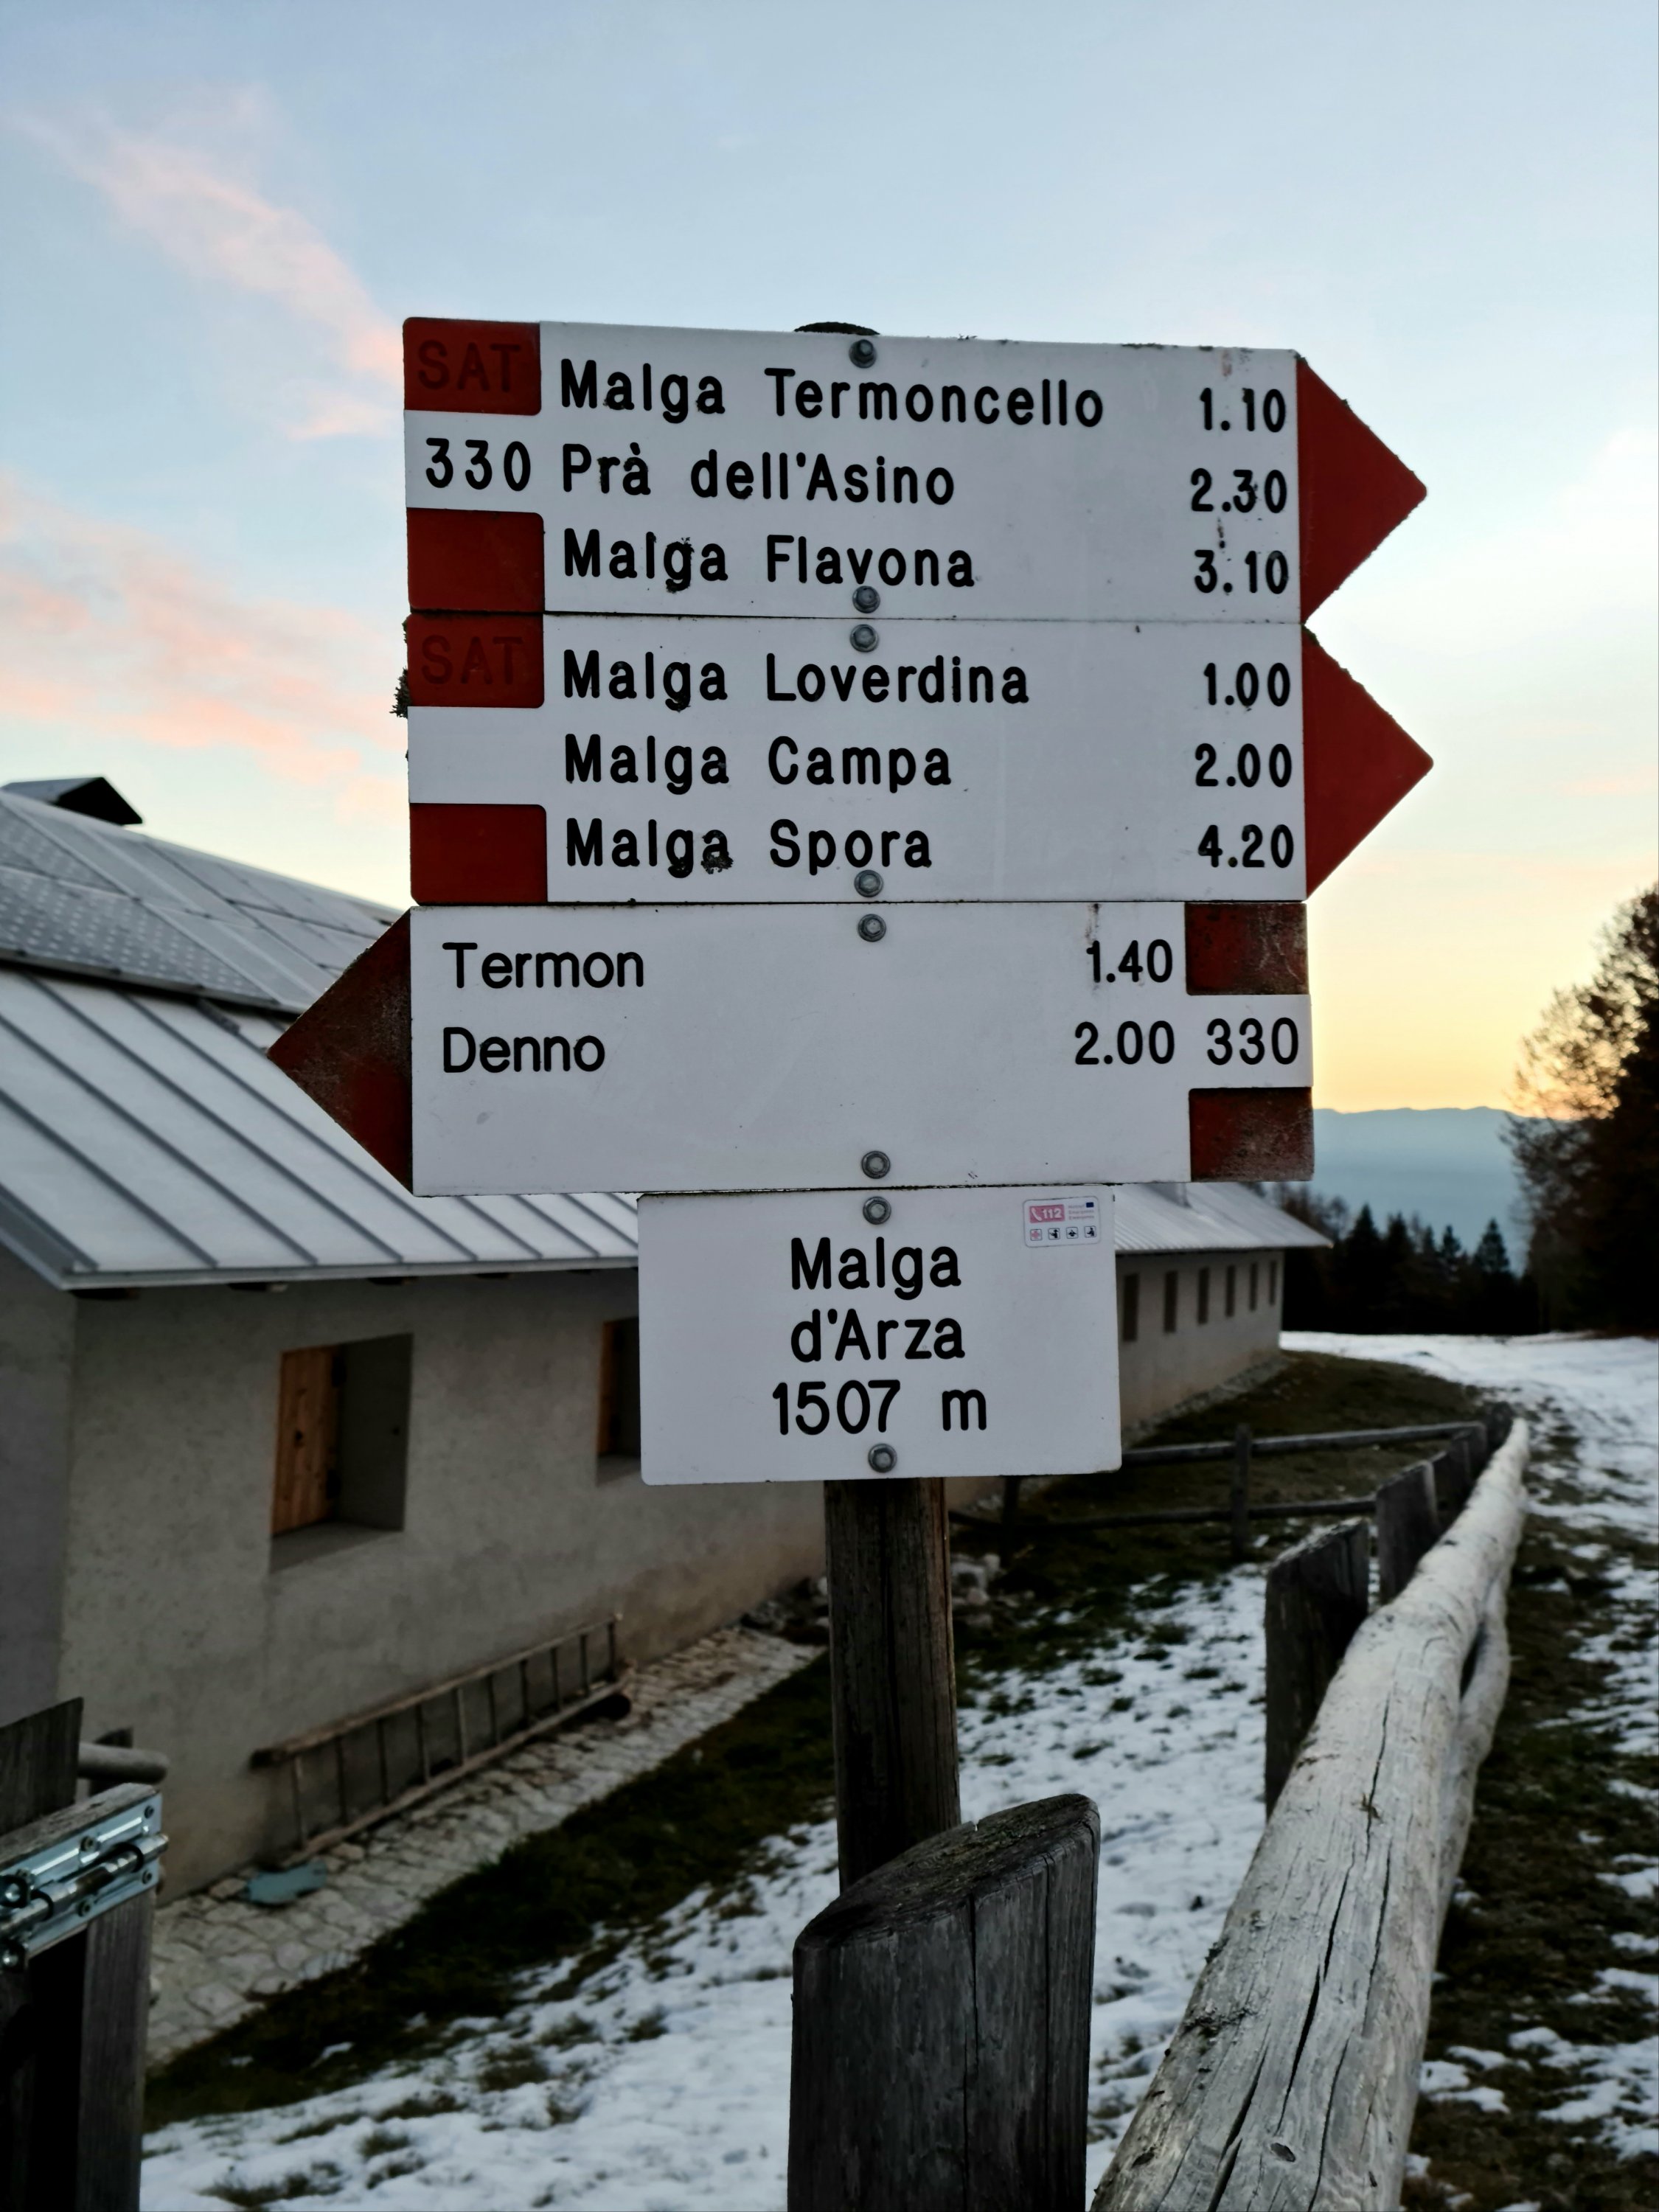 SAT
Malga Termoncello 1.10
330 Prà dell'Asino 2.30
Malga Flavona 3.10
SAT
Malga Loverdina 1.00
Malga Campa 2.00
Malga Spora 4.20
Termon 1.40
Denno 2.00 330
112
Malga
d'Arza
1507 m